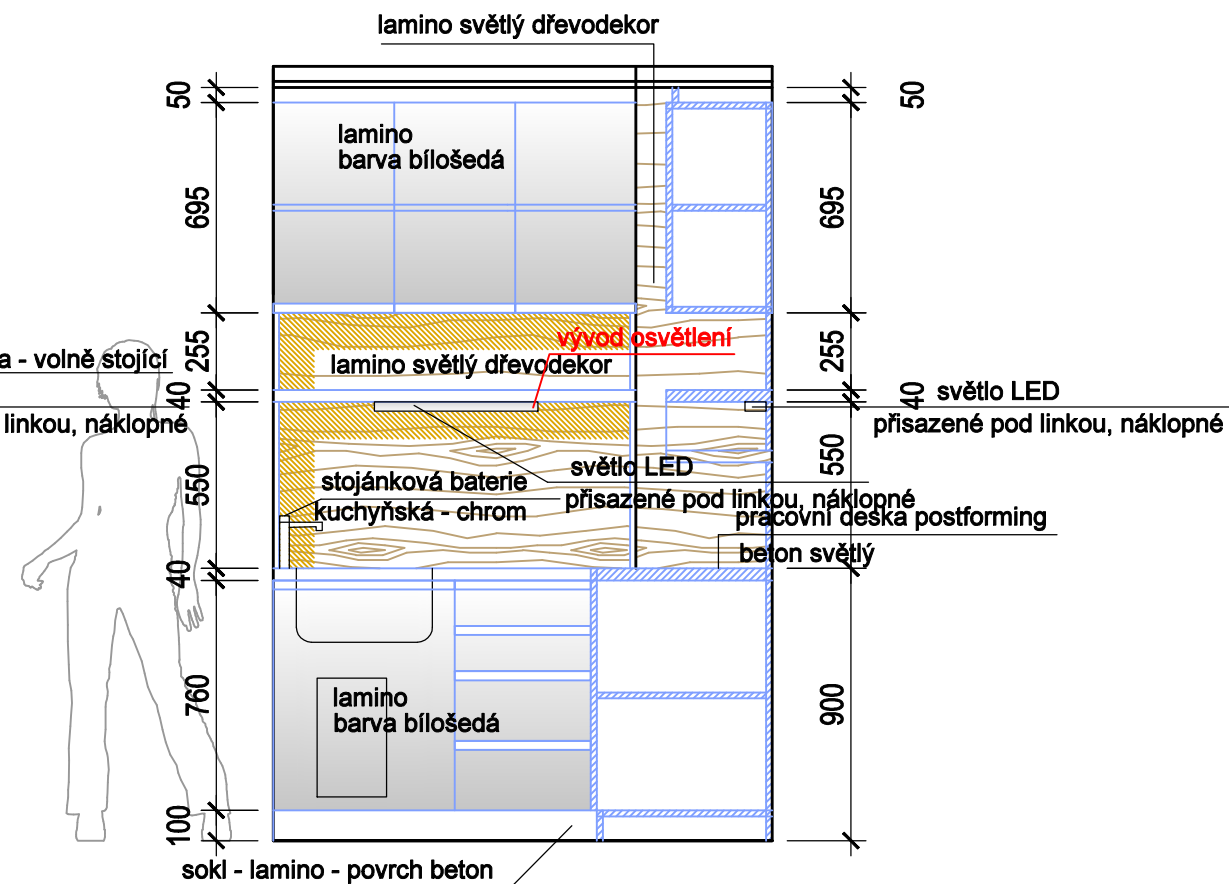 lamino světlý dřevodekor
50
50
lamino
barva bílošedá
695
695
255
255
vývod osvětlení
a - volně stojící
lamino světlý dřevodekor
40
40
světlo LED
linkou, náklopné
přisazené pod linkou, náklopné
550
550
světlo LED
přisazené pod linkou, náklopné
stojánková baterie
kuchyňská - chrom
pracovní deska postforming
beton světlý
40
760
lamino
barva bílošedá
900
100
sokl - lamino - povrch beton